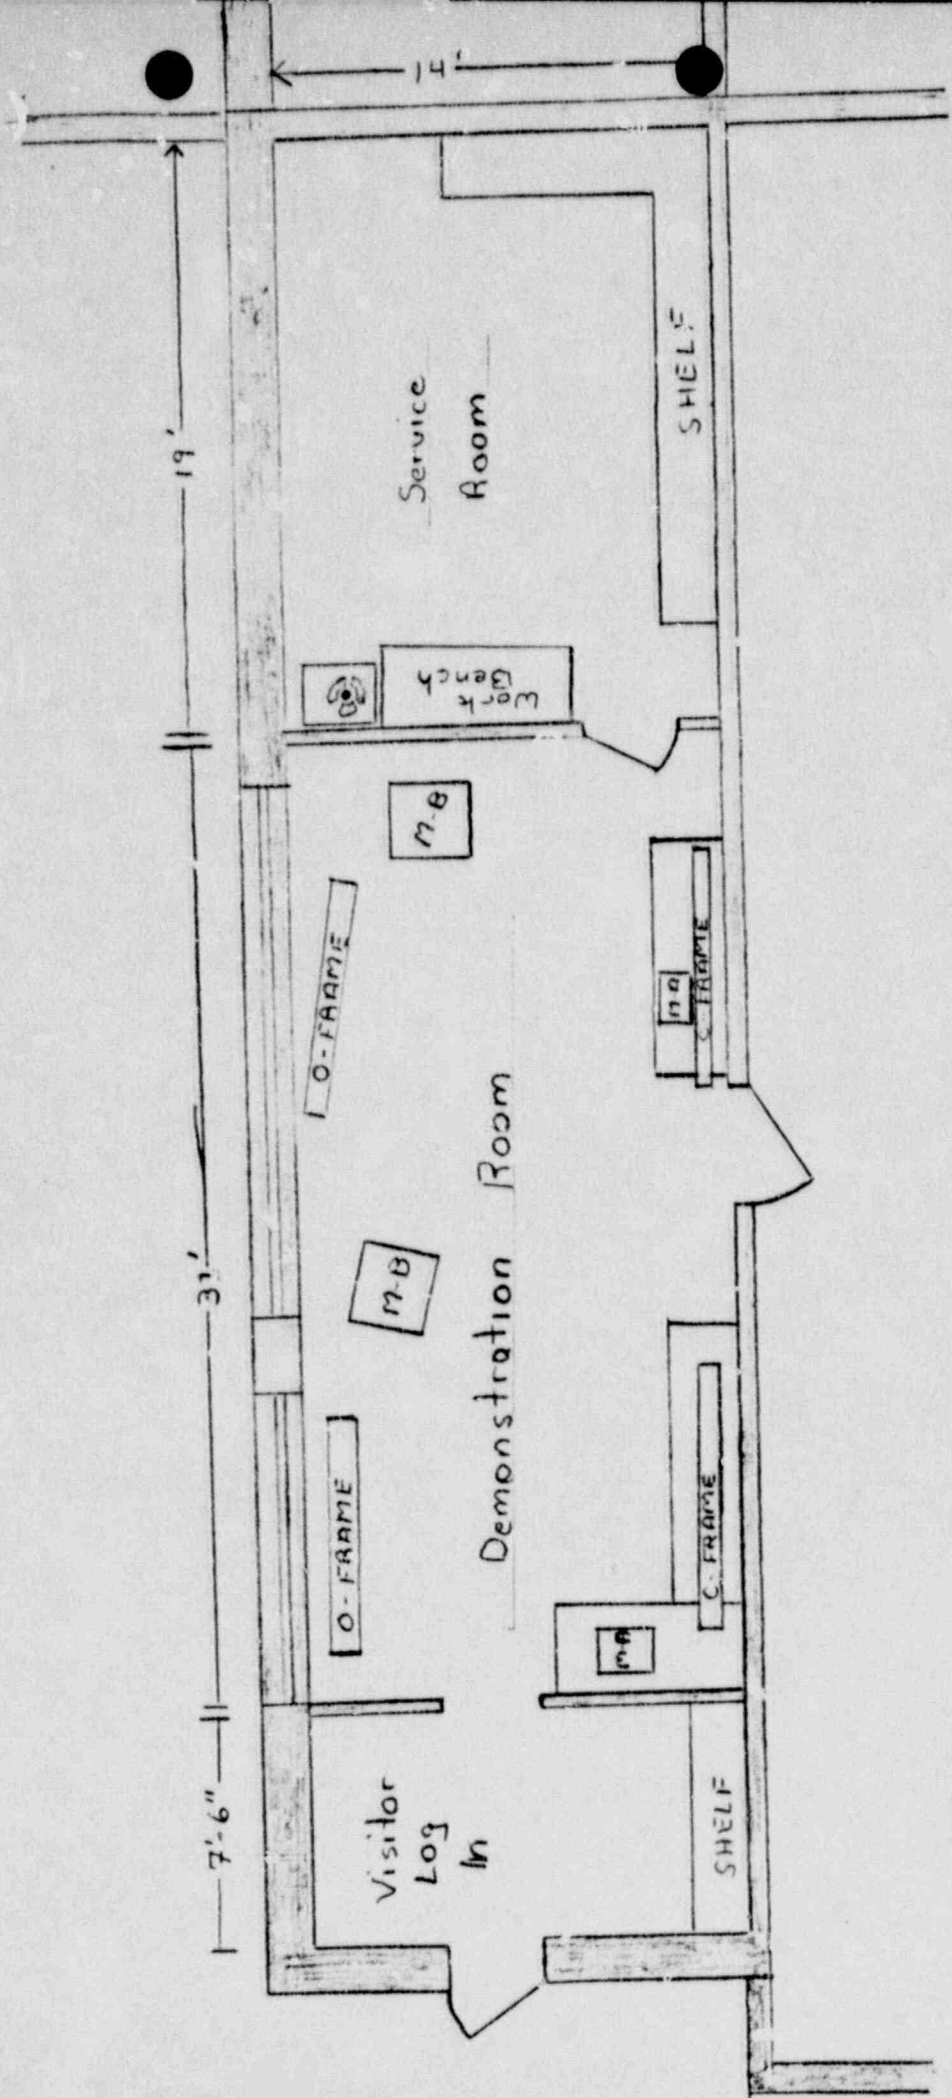 14'
19'
Service
Room
SHELF
Work
Bench
M-B
O-FRAME
M-A
C-FRAME
31'
M-B
Demonstration Room
O-FRAME
C-FRAME
M-A
7'-6"
Visitor
Log
In
SHELF